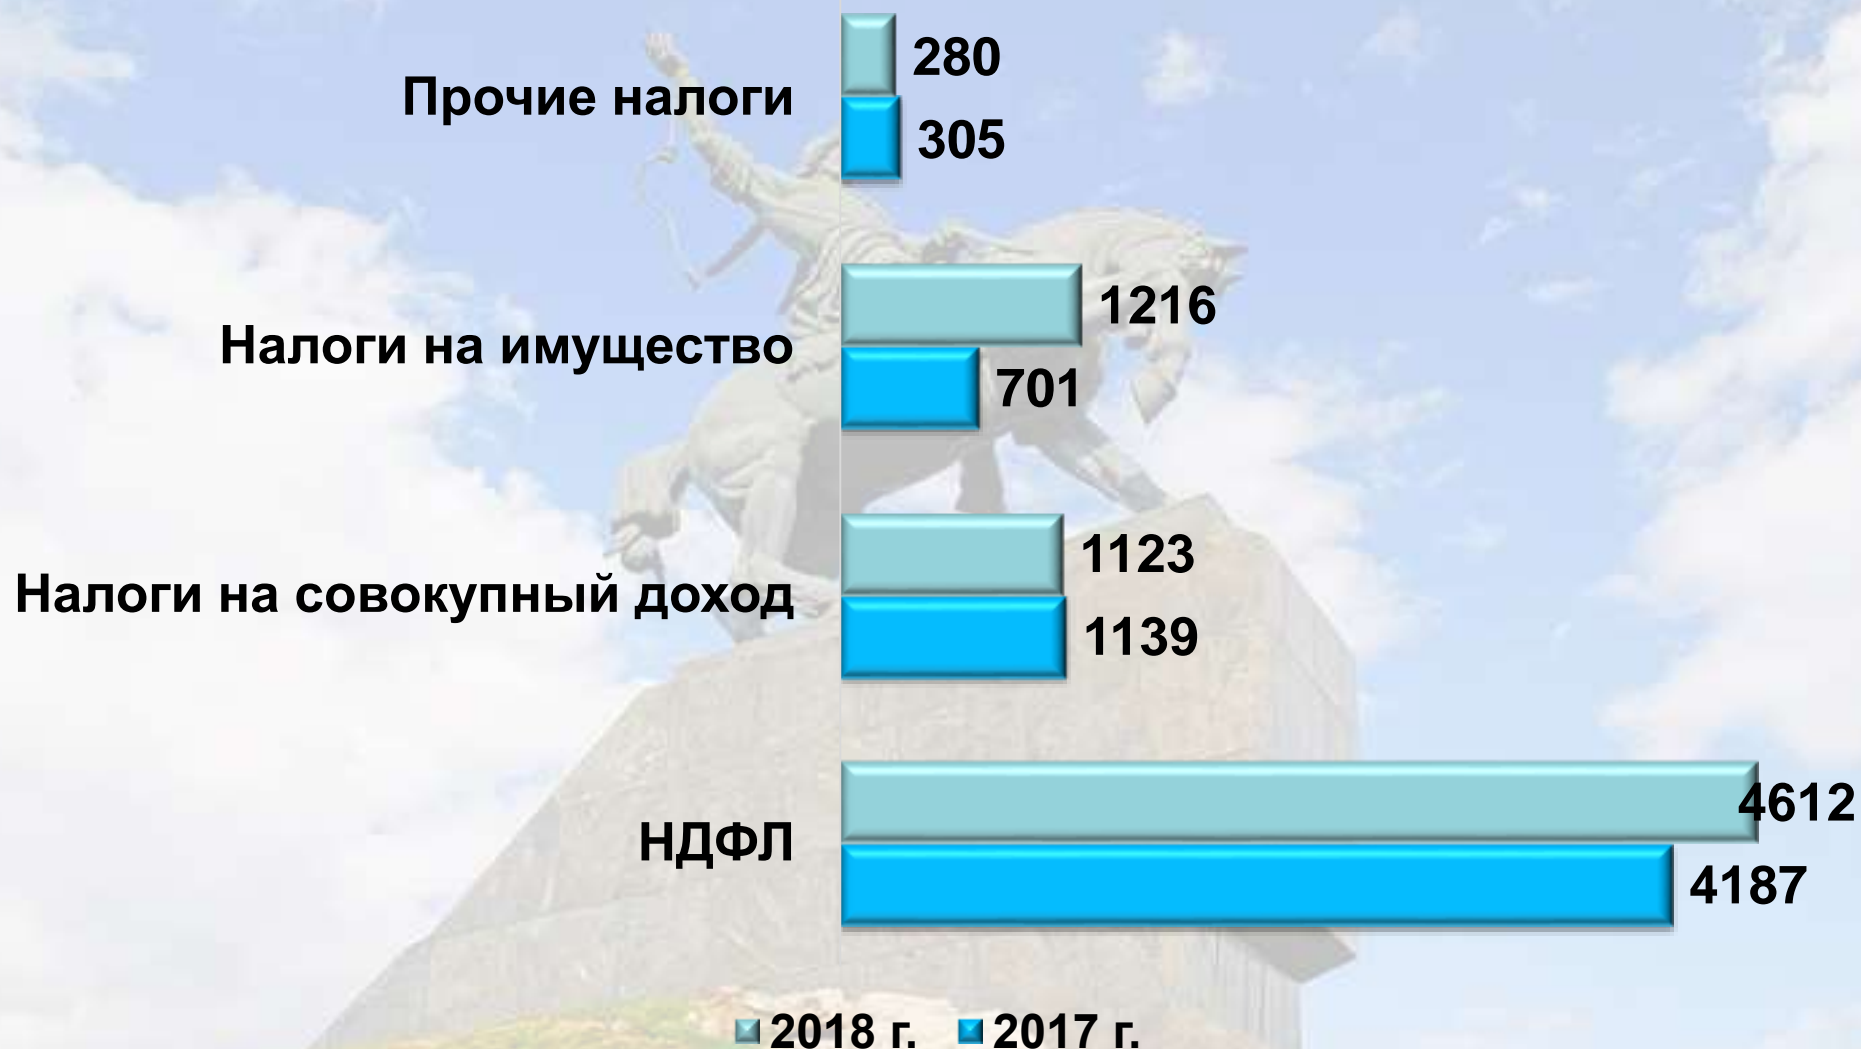 280
Прочие налоги
305
1216
Налоги на имущество
701
1123
Налоги на совокупный доход
1139
4612
НДФЛ
4187
2018 г. 2017 г.